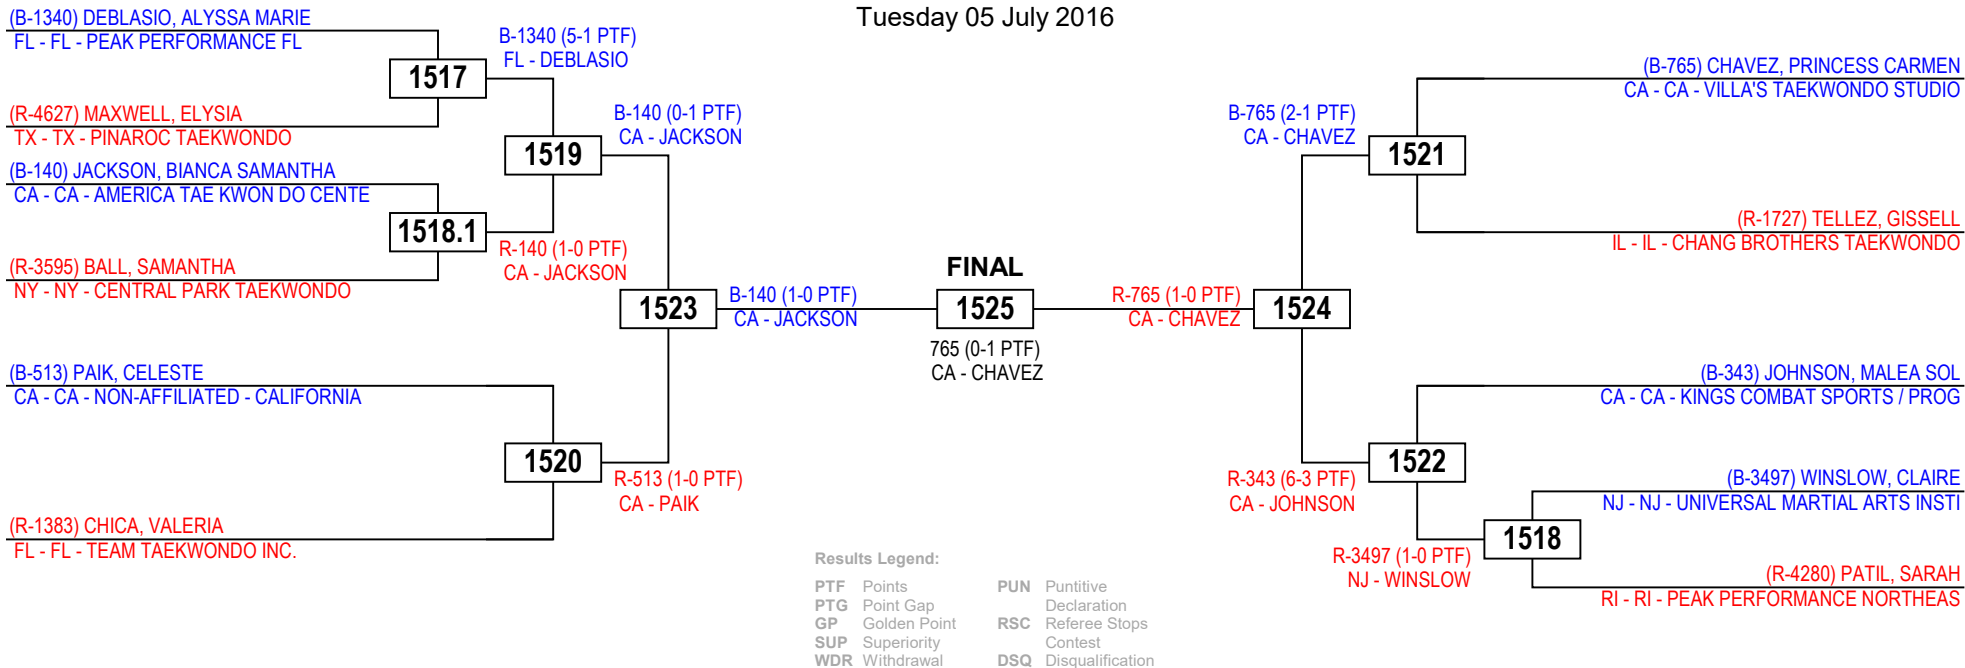 Tuesday 05 July 2016
(B-1340) DEBLASIO, ALYSSA MARIE
FL - FL - PEAK PERFORMANCE FL
1517
(R-4627) MAXWELL, ELYSIA
TX - TX - PINAROC TAEKWONDO
(B-140) JACKSON, BIANCA SAMANTHA
CA - CA - AMERICA TAE KWON DO CENTE
1518.1
(R-3595) BALL, SAMANTHA
NY - NY - CENTRAL PARK TAEKWONDO
(B-513) PAIK, CELESTE
CA - CA - NON-AFFILIATED - CALIFORNIA
(R-1383) CHICA, VALERIA
FL - FL - TEAM TAEKWONDO INC.
B-1340 (5-1 PTF)
FL - DEBLASIO
1519
R-140 (1-0 PTF)
CA - JACKSON
1520
B-140 (0-1 PTF)
CA - JACKSON
1523
R-513 (1-0 PTF)
CA - PAIK
B-140 (1-0 PTF)
CA - JACKSON
FINAL
1525
765 (0-1 PTF)
CA - CHAVEZ
R-765 (1-0 PTF)
CA - CHAVEZ
1524
B-765 (2-1 PTF)
CA - CHAVEZ
1521
R-343 (6-3 PTF)
CA - JOHNSON
1522
R-3497 (1-0 PTF)
NJ - WINSLOW
1518
(B-765) CHAVEZ, PRINCESS CARMEN
CA - CA - VILLA'S TAEKWONDO STUDIO
(R-1727) TELLEZ, GISSELL
IL - IL - CHANG BROTHERS TAEKWONDO
(B-343) JOHNSON, MALEA SOL
CA - CA - KINGS COMBAT SPORTS / PROG
(B-3497) WINSLOW, CLAIRE
NJ - NJ - UNIVERSAL MARTIAL ARTS INSTI
(R-4280) PATIL, SARAH
RI - RI - PEAK PERFORMANCE NORTHEAS
Results Legend:
PTF Points
PTG Point Gap
GP Golden Point
SUP Superiority
WDR Withdrawal
PUN Puntitive
Declaration
RSC Referee Stops
Contest
DSQ Disqualification